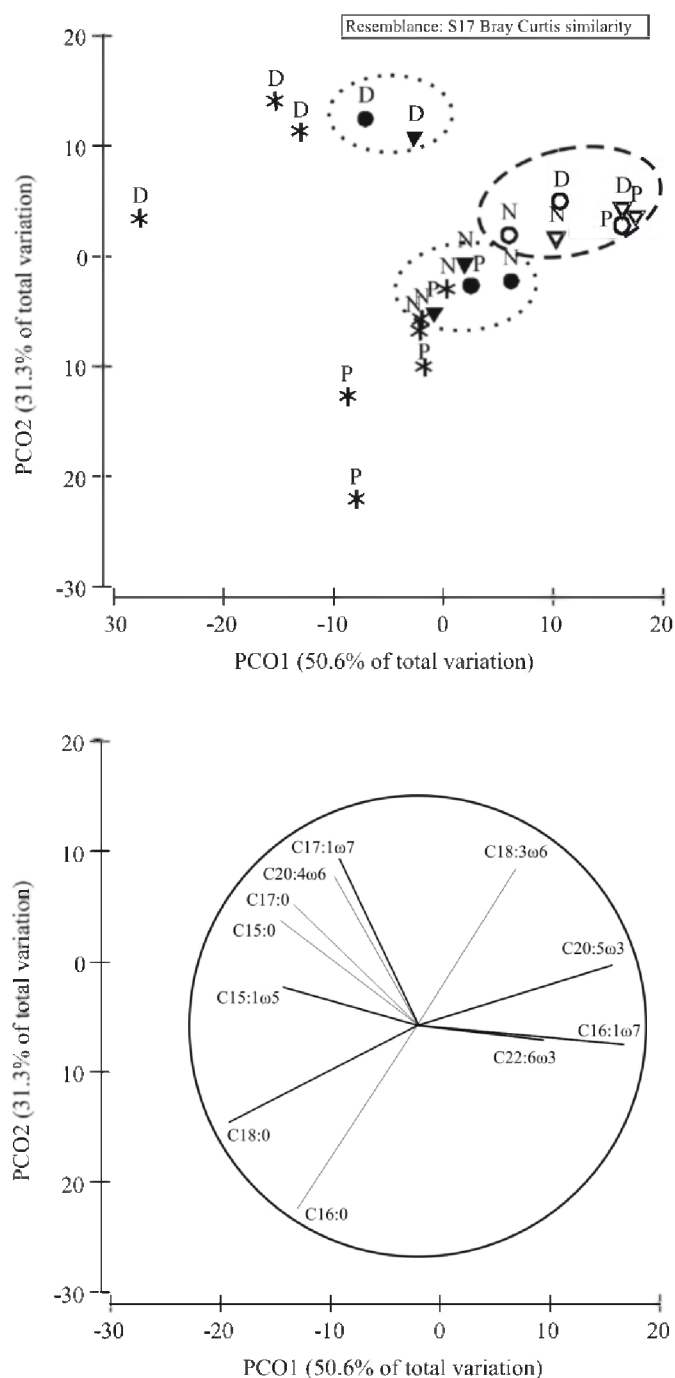 Resemblance: S17 Bray Curtis similarity
20
10
0
10
20
-30
PCO2 (31.3% of total variation)
D
D
D
D
D
D
D
P
N
N
P
N
N
P
N
N
N
P
P
P
P
30
-20
-10
0
10
20
PCO1 (50.6% of total variation)
20
10
0
10
20
-30
PCO2 (31.3% of total variation)
C17:1ω7
C20:4ω6
C17:0
C15:0
C15:1ω5
C18:0
C16:0
C18:3ω6
C20:5ω3
C16:1ω7
C22:6ω3
-30
-20
-10
0
10
20
PCO1 (50.6% of total variation)